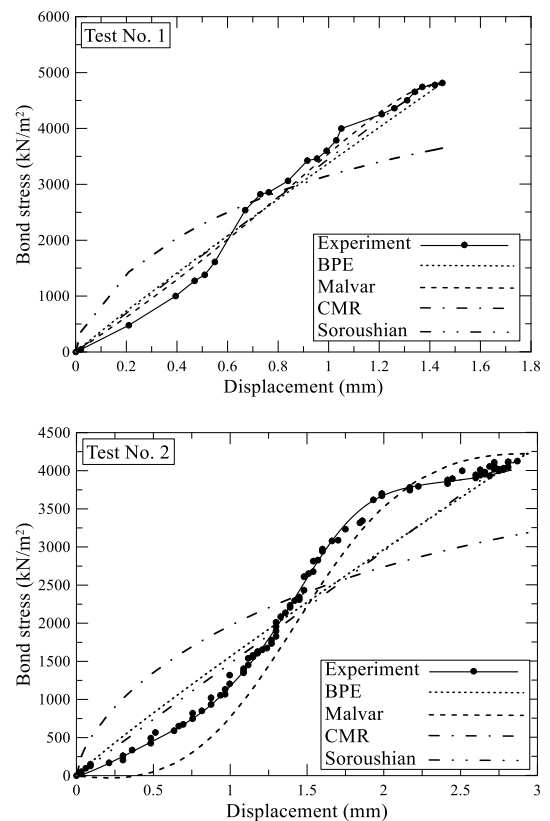 6000
Test No. 1
5000
4000
3000
2000
1000
0
Bond stress (kN/m²)
Experiment
BPE
Malvar
CMR
Soroushian
0 0.2 0.4 0.6 0.8 1 1.2 1.4 1.6 1.8
Displacement (mm)
4500
Test No. 2
4000
3500
3000
2500
2000
1500
1000
500
0
Bond stress (kN/m²)
Experiment
BPE
Malvar
CMR
Soroushian
0 0.5 1 1.5 2 2.5 3
Displacement (mm)